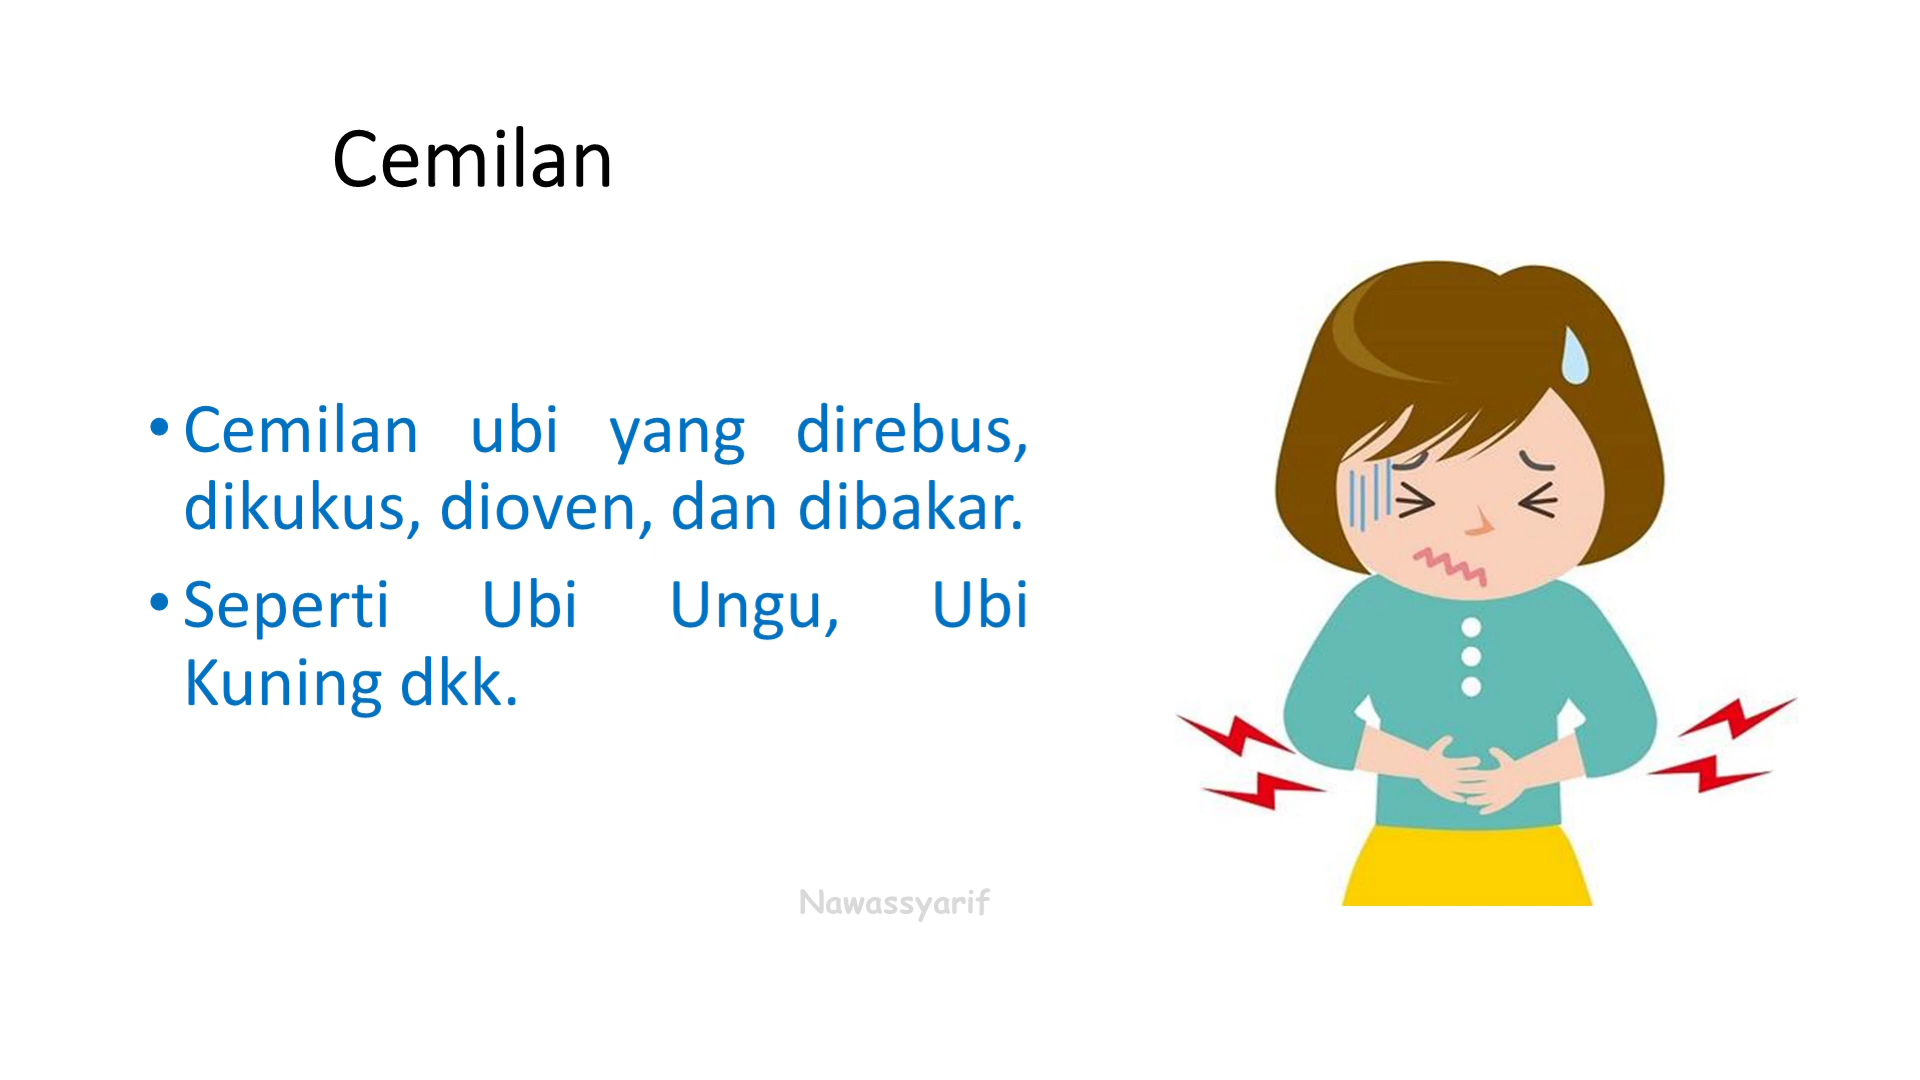 Cemilan
• Cemilan ubi yang direbus,
dikukus, dioven, dan dibakar.
• Seperti Ubi Ungu, Ubi
Kuning dkk.
Nawassyarif